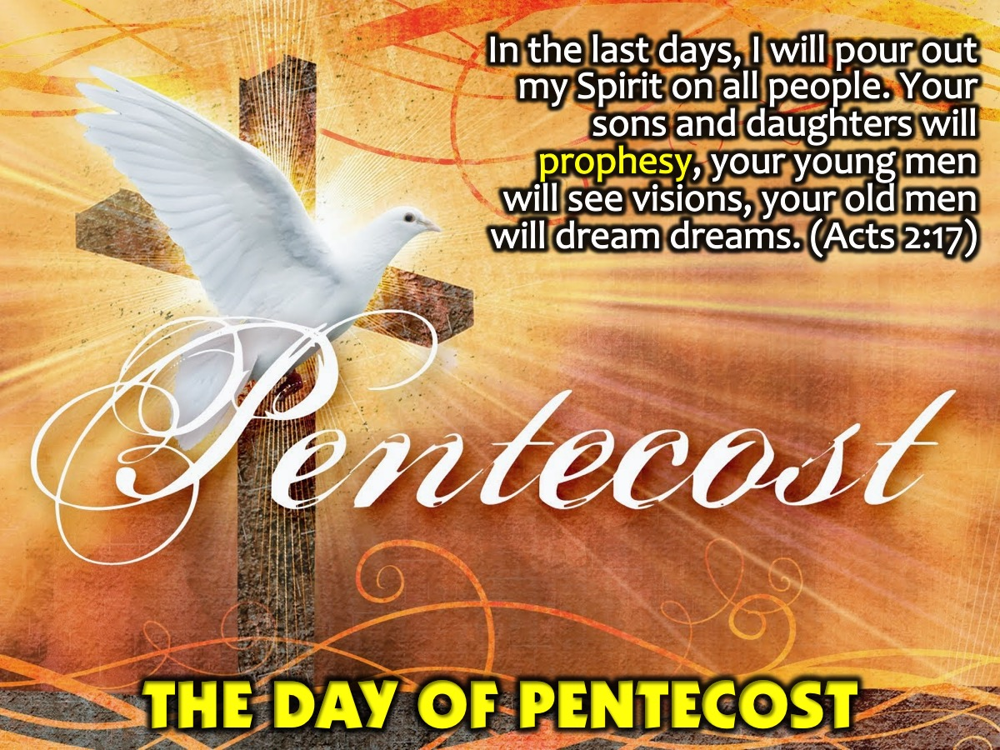 In the last days, I will pour out
my Spirit on all people. Your
sons and daughters will
prophesy, your young men
will see visions, your old men
will dream dreams. (Acts 2:17)
Pentecost
THE DAY OF PENTECOST